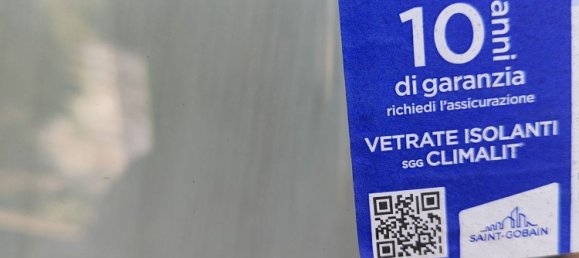 10 anni
di garanzia
richiedi l'assicurazione
VETRATE ISOLANTI
SGG CLIMALIT
SAINT-GOBAIN